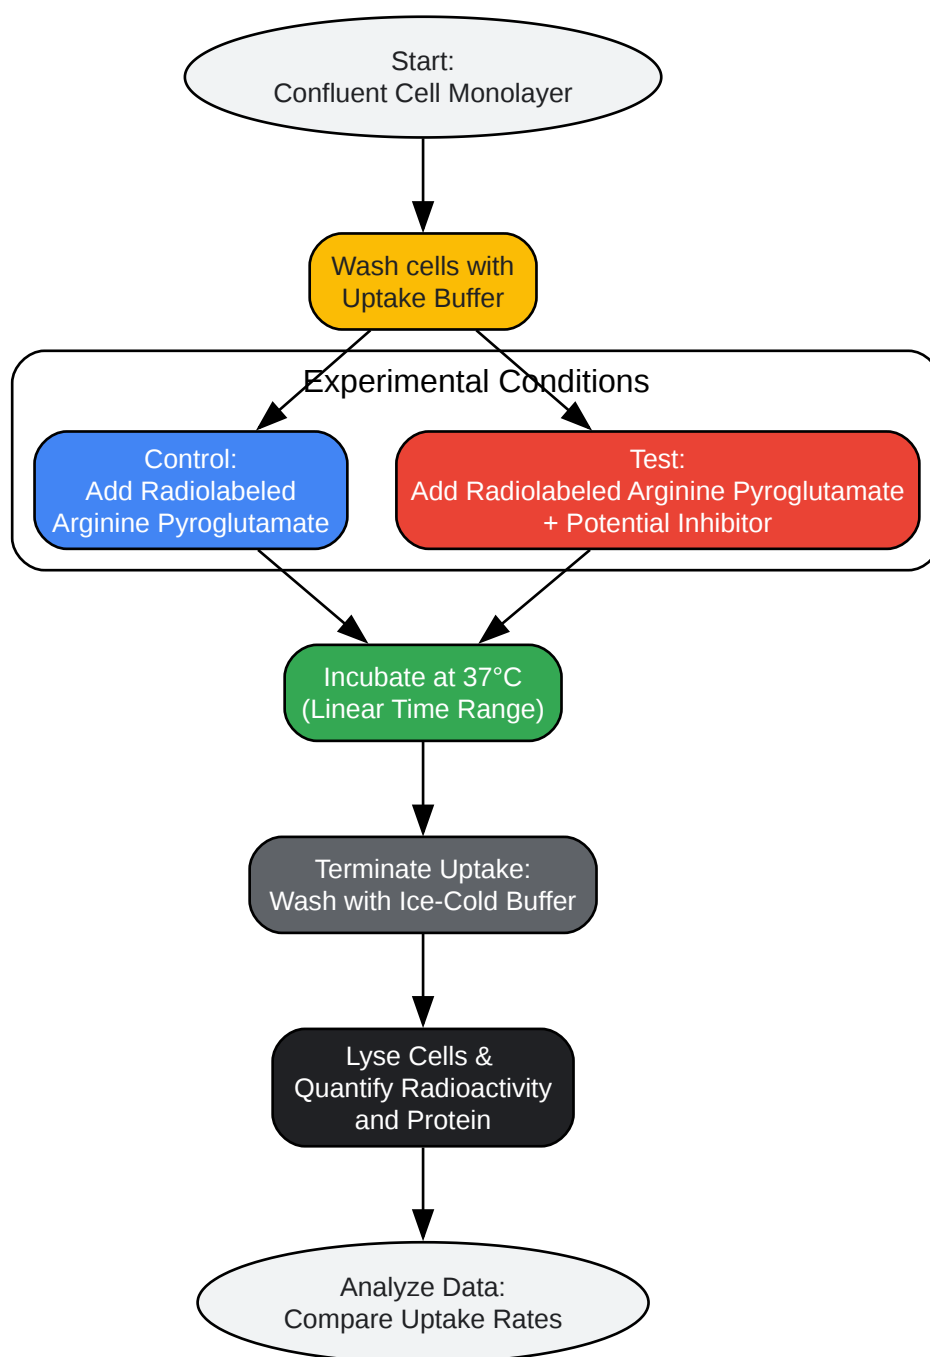 Start:
Confluent Cell Monolayer
Wash cells with
Uptake Buffer
Experimental Conditions
Control:
Add Radiolabeled
Arginine Pyroglutamate
Test:
Add Radiolabeled Arginine Pyroglutamate
+ Potential Inhibitor
Incubate at 37°C
(Linear Time Range)
Terminate Uptake:
Wash with Ice-Cold Buffer
Lyse Cells &
Quantify Radioactivity
and Protein
Analyze Data:
Compare Uptake Rates